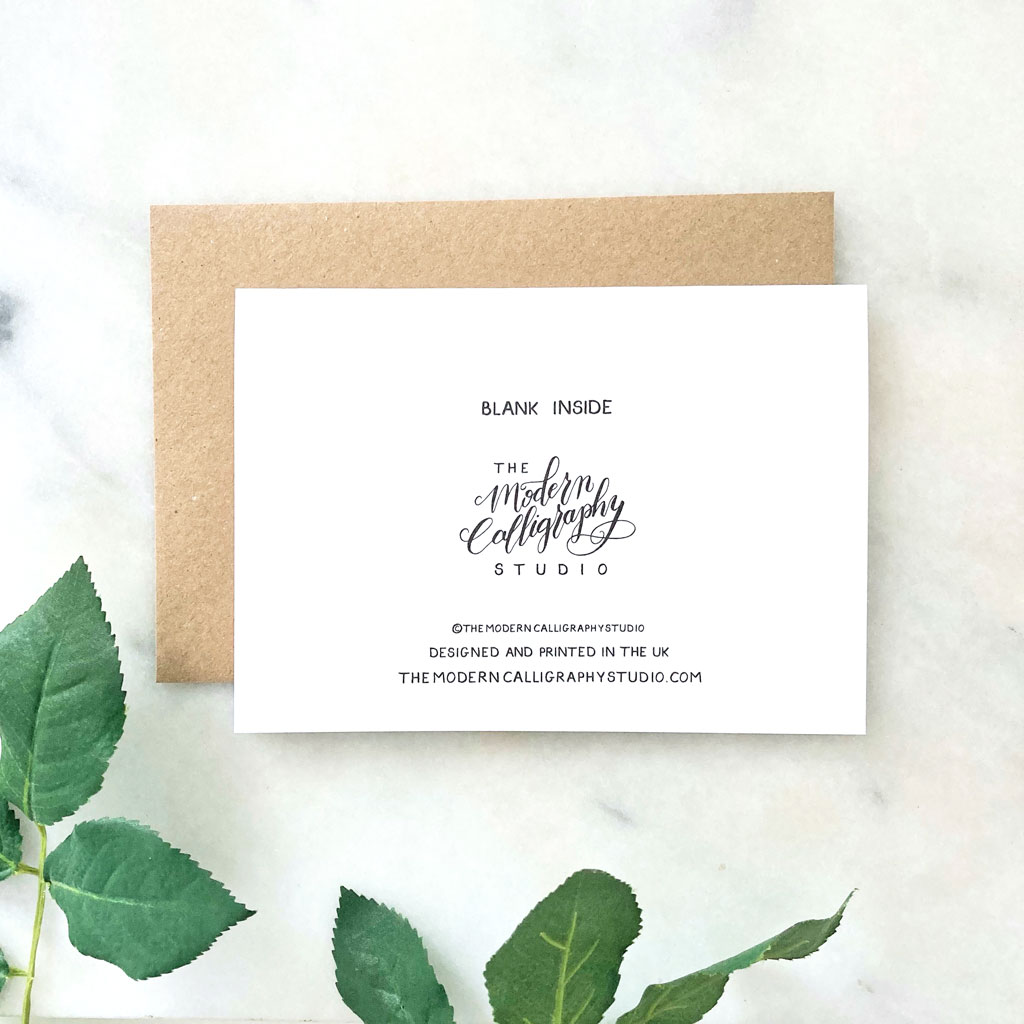 BLANK INSIDE
THE
Modern
Calligraphy
STUDIO
©THEMODERNCALLIGRAPHYSTUDIO
DESIGNED AND PRINTED IN THE UK
THEMODERNCALLIGRAPHYSTUDIO.COM